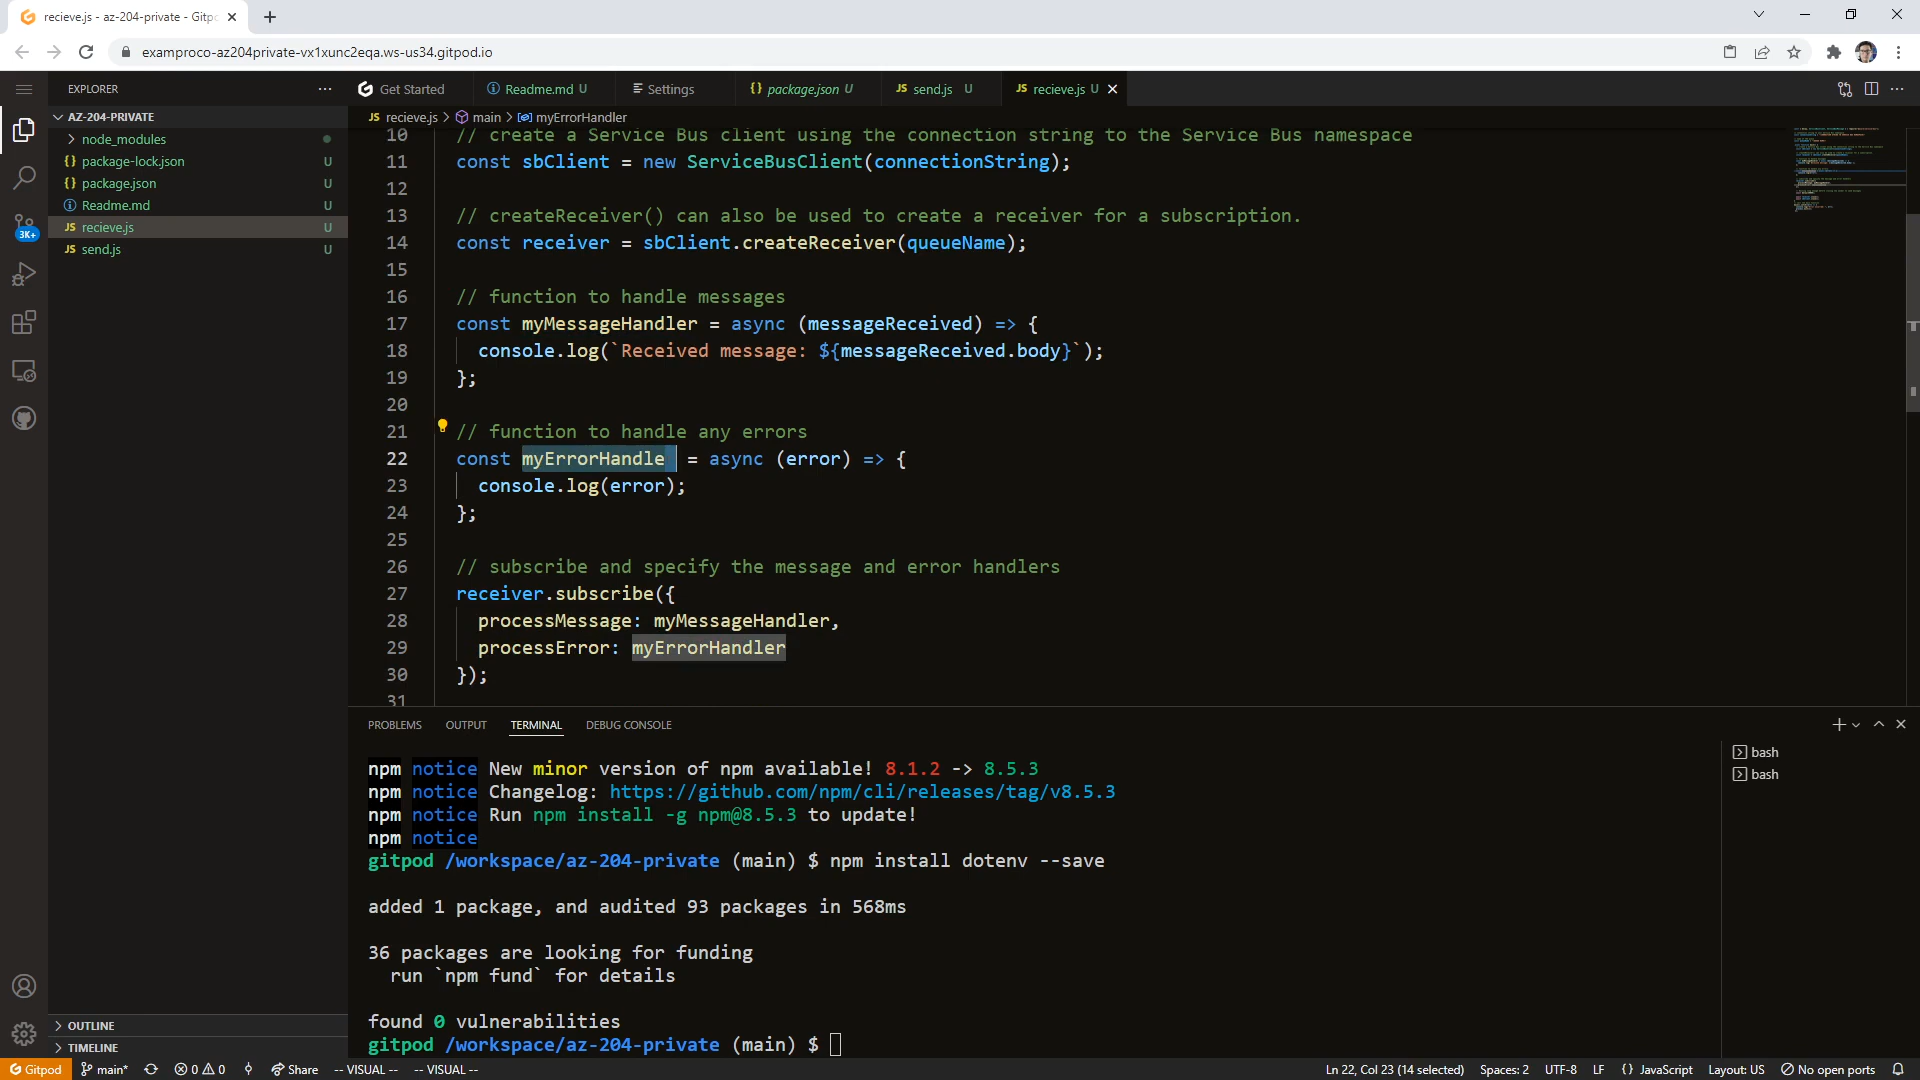 recieve.js - az-204-private - Gitpo
examproco-az204private-vx1xunc2eqa.ws-us34.gitpod.io
EXPLORER
Get Started
Readme.md U
Settings
{} package.json U
JS send.js U
JS recieve.js U
AZ-204-PRIVATE
JS recieve.js > main > myErrorHandler
node_modules
{} package-lock.json U
{} package.json U
Readme.md U
JS recieve.js U
JS send.js U
3K+
10 // create a Service Bus client using the connection string to the Service Bus namespace
11 const sbClient = new ServiceBusClient(connectionString);
12
13 // createReceiver() can also be used to create a receiver for a subscription.
14 const receiver = sbClient.createReceiver(queueName);
15
16 // function to handle messages
17 const myMessageHandler = async (messageReceived) => {
18 console.log(`Received message: ${messageReceived.body}`);
19 };
20
21 // function to handle any errors
22 const myErrorHandle = async (error) => {
23 console.log(error);
24 };
25
26 // subscribe and specify the message and error handlers
27 receiver.subscribe({
28 processMessage: myMessageHandler,
29 processError: myErrorHandler
30 });
31
PROBLEMS OUTPUT TERMINAL DEBUG CONSOLE
npm notice New minor version of npm available! 8.1.2 -> 8.5.3
npm notice Changelog: https://github.com/npm/cli/releases/tag/v8.5.3
npm notice Run npm install -g npm@8.5.3 to update!
npm notice
gitpod /workspace/az-204-private (main) $ npm install dotenv --save
added 1 package, and audited 93 packages in 568ms
36 packages are looking for funding
run `npm fund` for details
found 0 vulnerabilities
gitpod /workspace/az-204-private (main) $
bash
bash
OUTLINE
TIMELINE
Gitpod main* 0 0 Share -- VISUAL -- -- VISUAL -- Ln 22, Col 23 (14 selected) Spaces: 2 UTF-8 LF {} JavaScript Layout: US No open ports